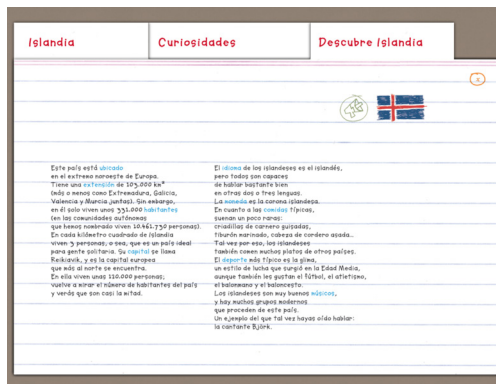 Islandia
Curiosidades
Descubre Islandia
x
Este país está ubicado
en el extremo noroeste de Europa.
Tiene una extensión de 103.000 km²
(más o menos como Extremadura, Galicia,
Valencia y Murcia juntas). Sin embargo,
en él solo viven unos 331.000 habitantes
(en las comunidades autónomas
que hemos nombrado viven 10.461.730 personas).
En cada kilómetro cuadrado de Islandia
viven 3 personas, o sea, que es un país ideal
para gente solitaria. Su capital se llama
Reikiavik, y es la capital europea
que más al norte se encuentra.
En ella viven unas 110.000 personas;
vuelve a mirar el número de habitantes del país
y verás que son casi la mitad.
El idioma de los islandeses es el islandés,
pero todos son capaces
de hablar bastante bien
en otras dos o tres lenguas.
La moneda es la corona islandesa.
En cuanto a las comidas típicas,
suenan un poco raras:
criadillas de carnero guisadas,
tiburón marinado, cabeza de cordero asada...
Tal vez por eso, los islandeses
también comen muchos platos de otros países.
El deporte más típico es la glima,
un estilo de lucha que surgió en la Edad Media,
aunque también les gustan el fútbol, el atletismo,
el balonmano y el baloncesto.
Los islandeses son muy buenos músicos,
y hay muchos grupos modernos
que proceden de este país.
Un ejemplo del que tal vez hayas oído hablar:
la cantante Björk.